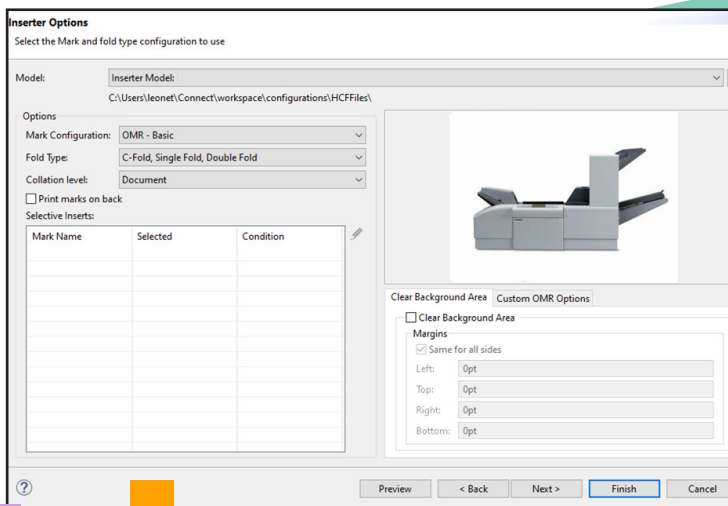 Inserter Options
Select the Mark and fold type configuration to use
Model: Inserter Model:
C:\Users\leonet\Connect\workspace\configurations\HCFFiles\
Options
Mark Configuration: OMR - Basic
Fold Type: C-Fold, Single Fold, Double Fold
Collation level: Document
Print marks on back
Selective Inserts:
Mark Name Selected Condition
Clear Background Area Custom OMR Options
Clear Background Area
Margins
Same for all sides
Left: 0pt
Top: 0pt
Right: 0pt
Bottom: 0pt
? Preview < Back Next > Finish Cancel